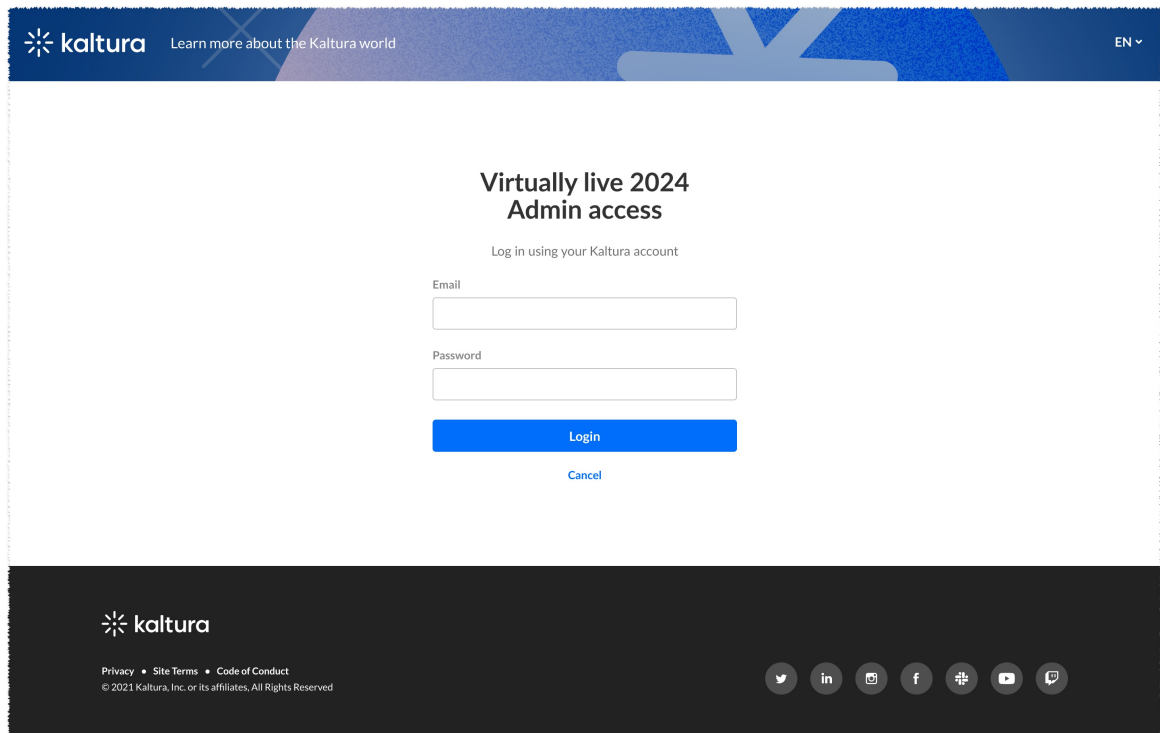 kaltura
Learn more about the Kaltura world
EN
Virtually live 2024
Admin access
Log in using your Kaltura account
Email
Password
Login
Cancel
kaltura
Privacy • Site Terms • Code of Conduct
© 2021 Kaltura, Inc. or its affiliates, All Rights Reserved